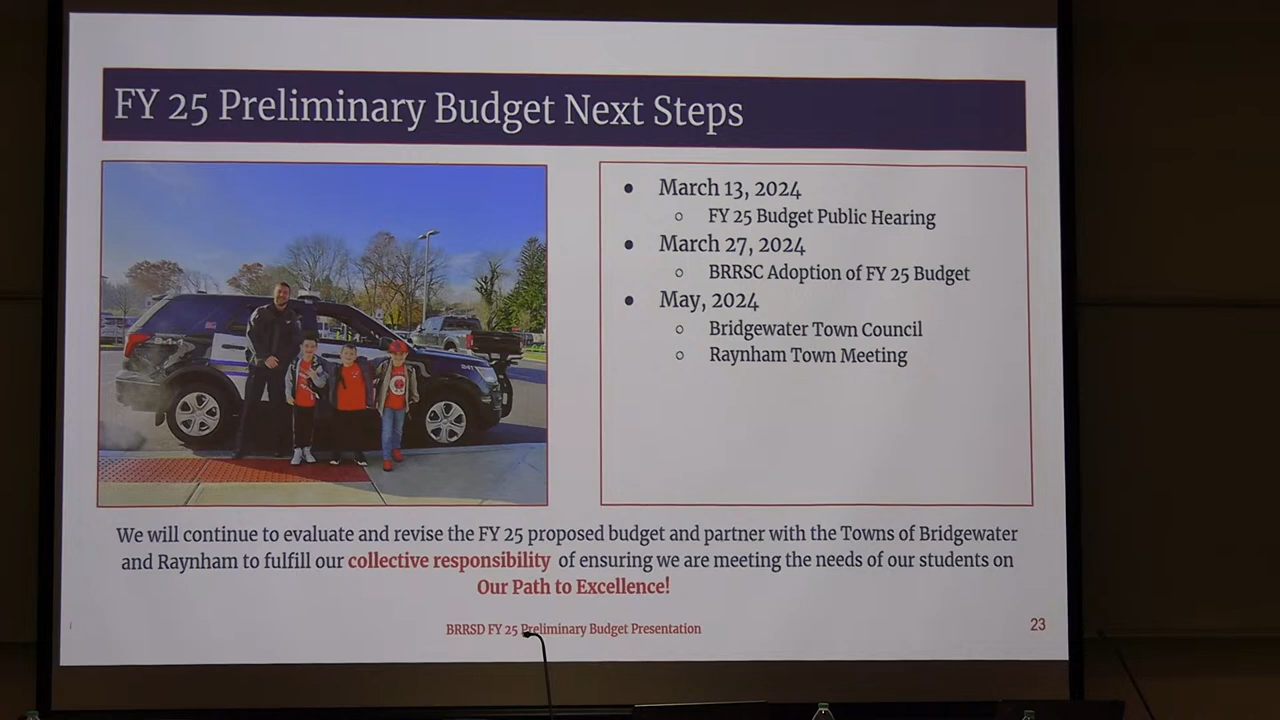 FY 25 Preliminary Budget Next Steps
● March 13, 2024
○ FY 25 Budget Public Hearing
● March 27, 2024
○ BRRSC Adoption of FY 25 Budget
● May, 2024
○ Bridgewater Town Council
○ Raynham Town Meeting
9-1-1
We will continue to evaluate and revise the FY 25 proposed budget and partner with the Towns of Bridgewater
and Raynham to fulfill our collective responsibility of ensuring we are meeting the needs of our students on
Our Path to Excellence!
BRRSD FY 25 Preliminary Budget Presentation
23